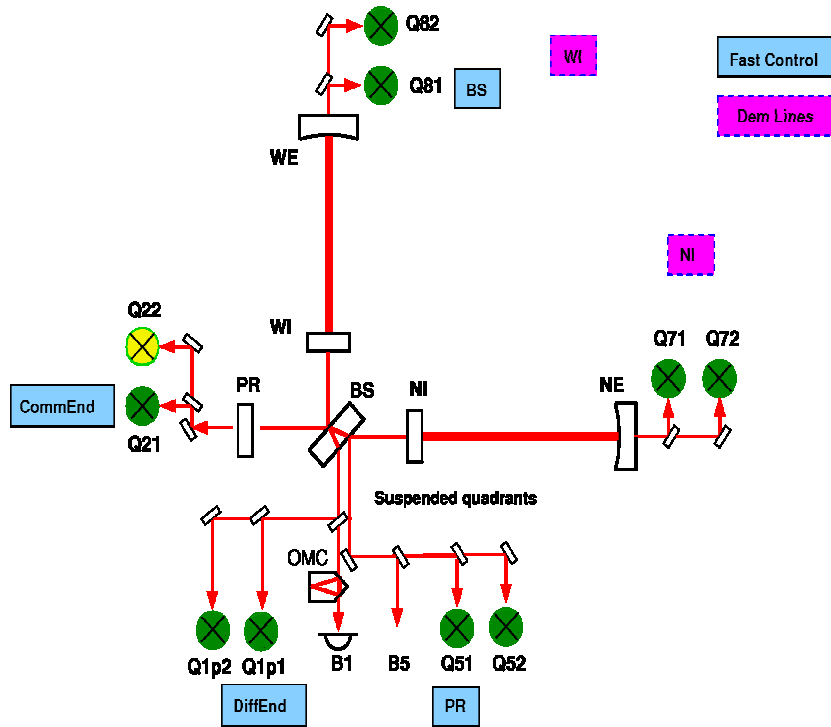 Q82
WI
Fast Control
Q81
BS
Dem Lines
WE
NI
Q22
WI
Q71
Q72
PR
BS
NI
NE
CommEnd
Q21
Suspended quadrants
OMC
Q1p2
Q1p1
B1
B5
Q51
Q52
DiffEnd
PR